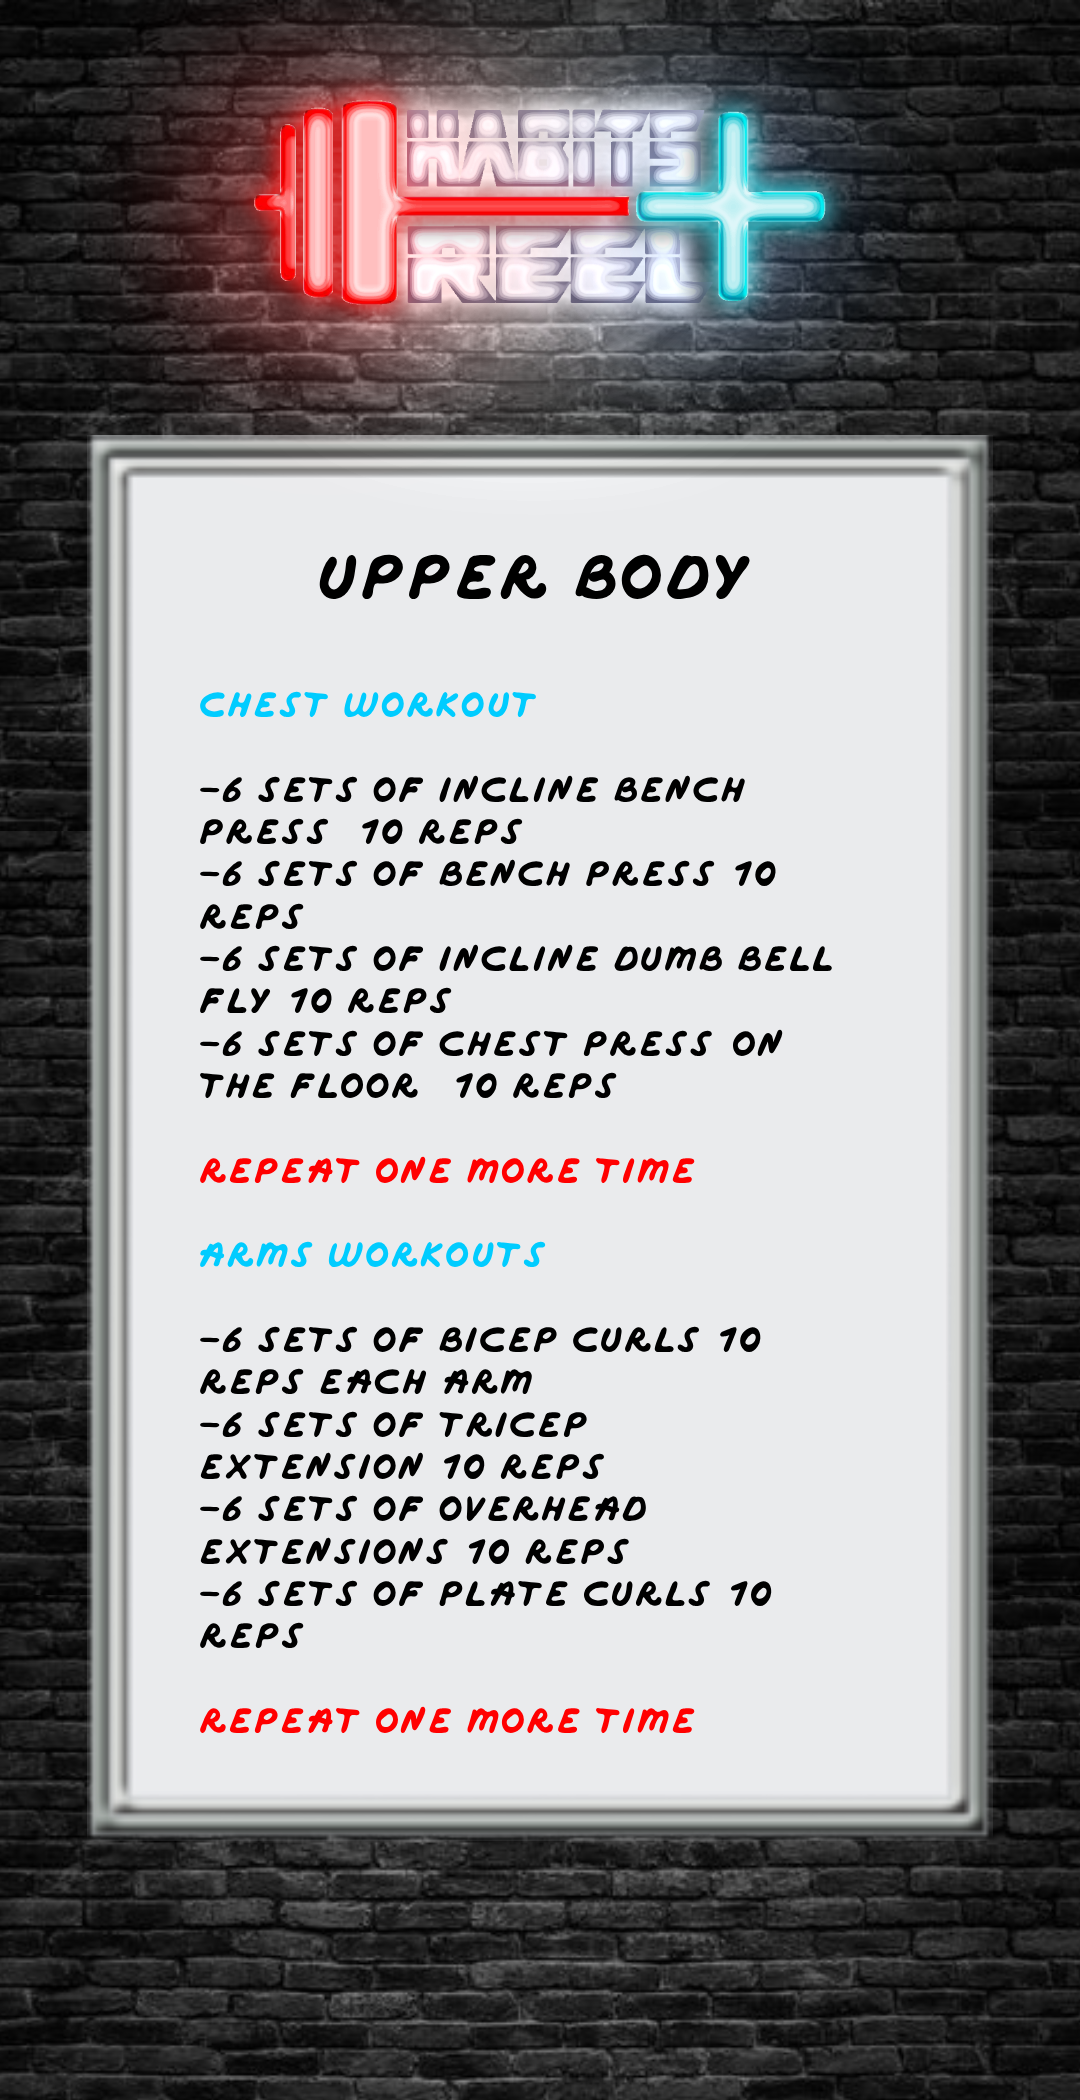 HABITS
REEL
UPPER BODY
CHEST WORKOUT
-6 SETS OF INCLINE BENCH
PRESS  10 REPS
-6 SETS OF BENCH PRESS 10
REPS
-6 SETS OF INCLINE DUMB BELL
FLY 10 REPS
-6 SETS OF CHEST PRESS ON
THE FLOOR  10 REPS
REPEAT ONE MORE TIME
ARMS WORKOUTS
-6 SETS OF BICEP CURLS 10
REPS EACH ARM
-6 SETS OF TRICEP
EXTENSION 10 REPS
-6 SETS OF OVERHEAD
EXTENSIONS 10 REPS
-6 SETS OF PLATE CURLS 10
REPS
REPEAT ONE MORE TIME